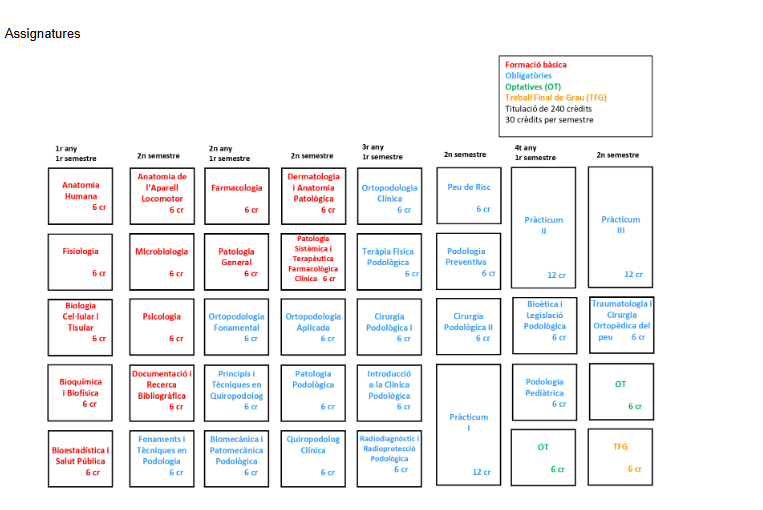 Assignatures
Formació bàsica
Obligatòries
Optatives (OT)
Treball Final de Grau (TFG)
Titulació de 240 crèdits
30 crèdits per semestre
1r any
1r semestre
2n semestre
2n any
1r semestre
2n semestre
3r any
1r semestre
2n semestre
4t any
1r semestre
2n semestre
Anatomia
Humana
6 cr
Anatomia de
l'Aparell
Locomotor
6 cr
Farmacologia
6 cr
Dermatologia
i Anatomia
Patològica
6 cr
Ortopodologia
Clínica
6 cr
Peu de Risc
6 cr
Pràcticum
II
12 cr
Pràcticum
III
12 cr
Fisiologia
6 cr
Microbiologia
6 cr
Patologia
General
6 cr
Patologia
Sistèmica i
Terapèutica
Farmacològica
Clínica 6 cr
Teràpia Física
Podològica
6 cr
Podologia
Preventiva
6 cr
Biologia
Cel·lular i
Tisular
6 cr
Psicologia
6 cr
Ortopodologia
Fonamental
6 cr
Ortopodologia
Aplicada
6 cr
Cirurgia
Podològica I
6 cr
Cirurgia
Podològica II
6 cr
Bioètica i
Legislació
Podològica
6 cr
Traumatologia i
Cirurgia
Ortopèdica del
peu 6 cr
Bioquímica
i Biofísica
6 cr
Documentació i
Recerca
Bibliogràfica
6 cr
Principis i
Tècniques en
Quiropodolog
6 cr
Patologia
Podològica
6 cr
Introducció
a la Clínica
Podològica
6 cr
Pràcticum
I
12 cr
Podologia
Pediàtrica
6 cr
OT
6 cr
Bioestadística i
Salut Pública
6 cr
Fonaments i
Tècniques en
Podologia
6 cr
Biomecànica i
Patomecànica
Podològica
6 cr
Quiropodolog
Clínica
6 cr
Radiodiagnòstic i
Radioprotecció
Podològica
6 cr
OT
6 cr
TFG
6 cr